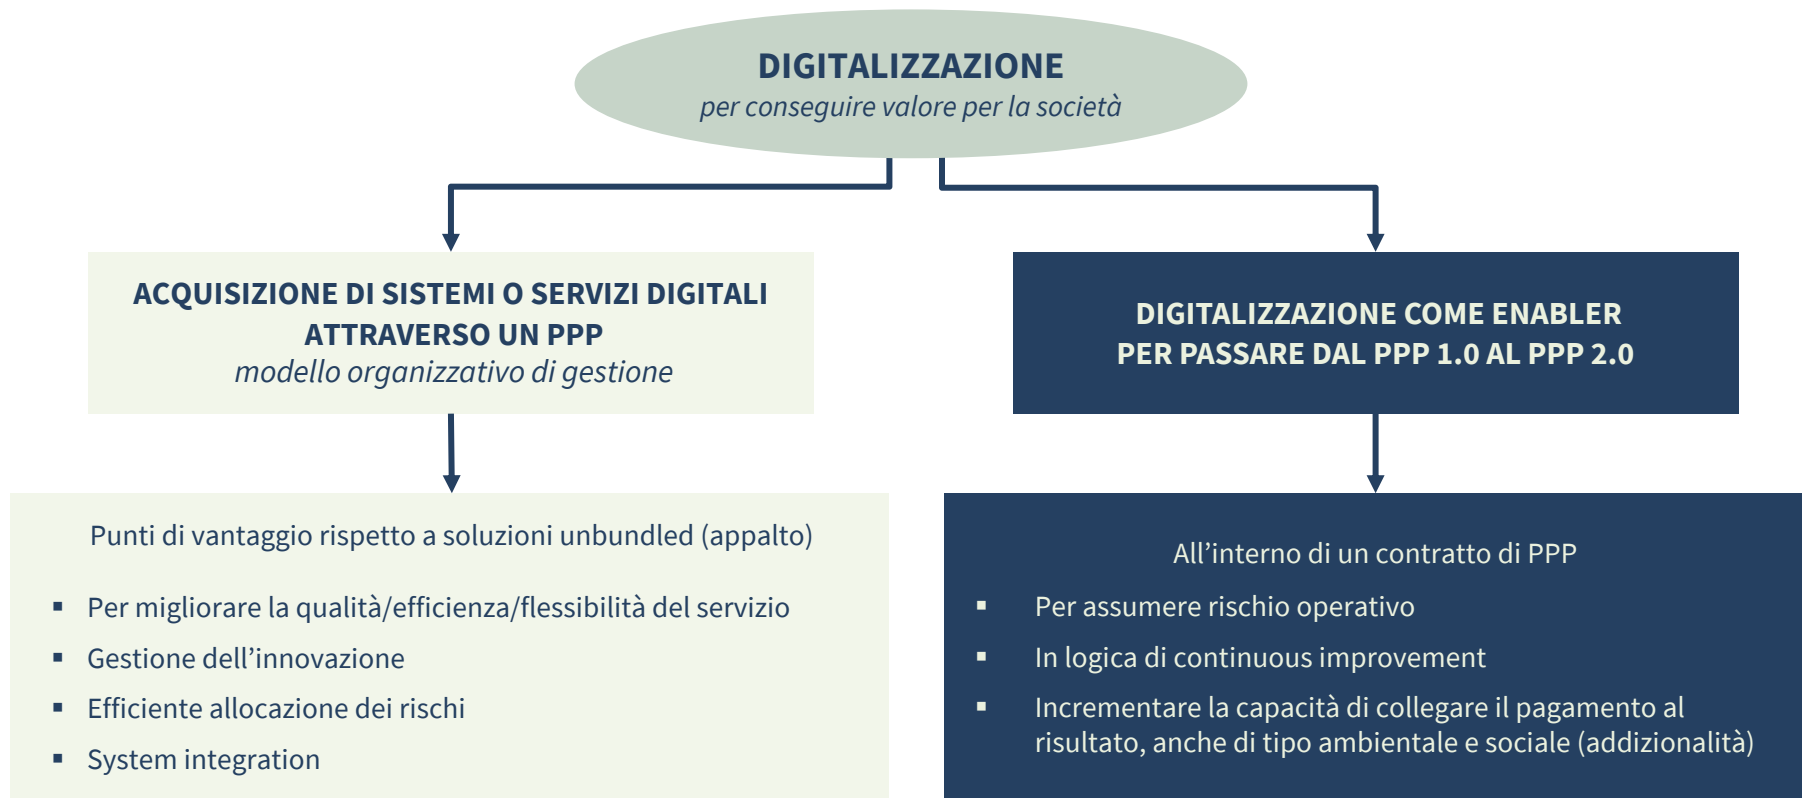 DIGITALIZZAZIONE
per conseguire valore per la società
ACQUISIZIONE DI SISTEMI O SERVIZI DIGITALI
ATTRAVERSO UN PPP
modello organizzativo di gestione
DIGITALIZZAZIONE COME ENABLER
PER PASSARE DAL PPP 1.0 AL PPP 2.0
Punti di vantaggio rispetto a soluzioni unbundled (appalto)
▪ Per migliorare la qualità/efficienza/flessibilità del servizio
▪ Gestione dell’innovazione
▪ Efficiente allocazione dei rischi
▪ System integration
All’interno di un contratto di PPP
▪ Per assumere rischio operativo
▪ In logica di continuous improvement
▪ Incrementare la capacità di collegare il pagamento al
risultato, anche di tipo ambientale e sociale (addizionalità)